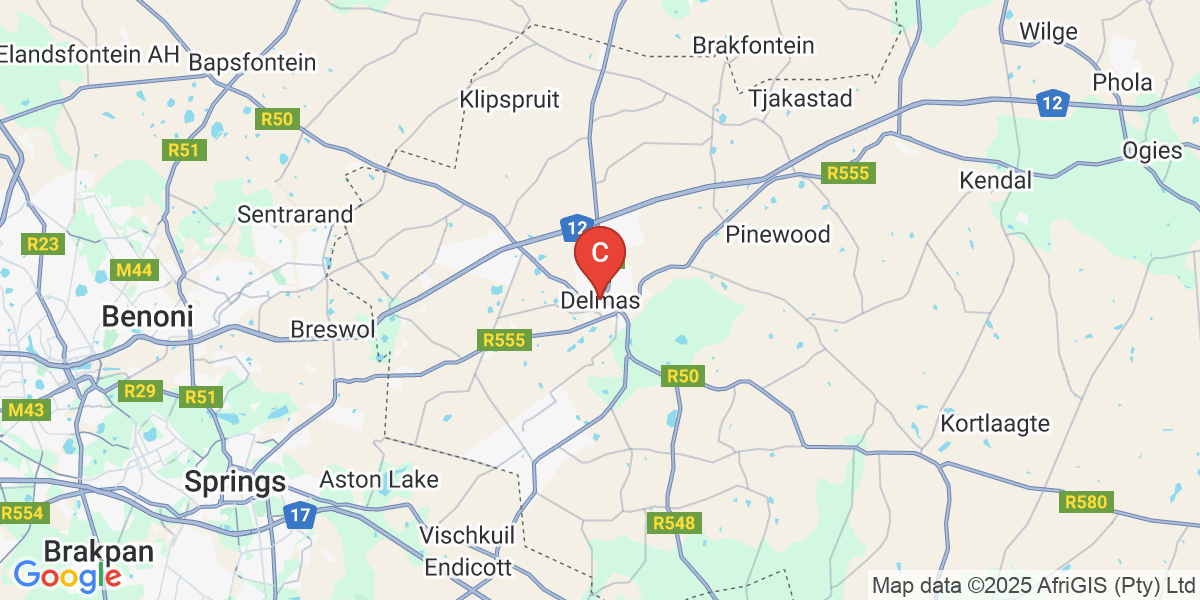 Wilge
Brakfontein
Elandsfontein AH
Bapsfontein
Phola
Klipspruit
Tjakastad
12
R50
R51
Ogies
R555
Kendal
Sentrarand
12
Pinewood
R23
C
M44
Delmas
Benoni
Breswol
R555
R50
R29
R51
M43
Kortlaagte
Springs
Aston Lake
R580
R554
17
R548
Vischkuil
Endicott
Brakpan
Google
Map data ©2025 AfriGIS (Pty) Ltd